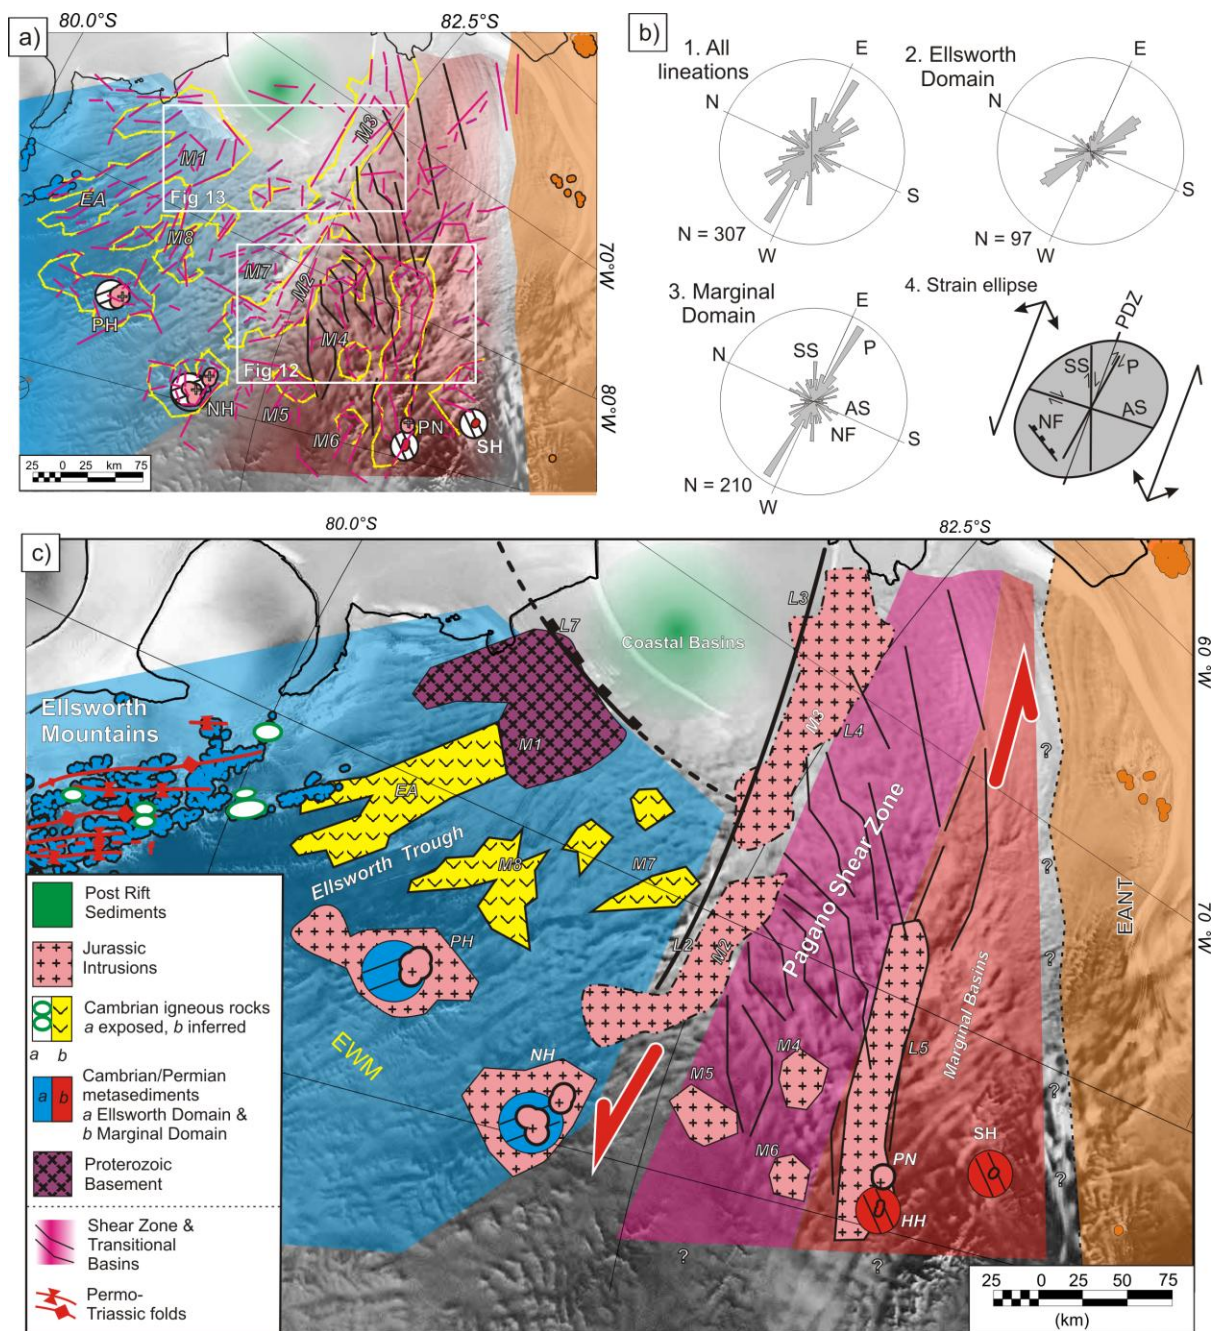 a)
80.0°S
82.5°S
M3
M1
Fig 13
EA
M8
M7
M2
70°W
PH
M4
Fig 12
80°W
NH
M5
M6
PN
SH
25 0 25 km 75
b)
1. All
lineations
E
N
S
N = 307
W
2. Ellsworth
Domain
E
N
S
N = 97
W
3. Marginal
Domain
E
N
SS
P
AS
NF
S
N = 210
W
4. Strain ellipse
PDZ
SS
P
NF
AS
c)
80.0°S
82.5°S
L7
L3
Coastal Basins
60 °W
Ellsworth
Mountains
M3
L4
M1
EA
Ellsworth Trough
M8
M7
Pagano Shear Zone
EANT
70 °W
PH
L2
M2
EWM
NH
M4
M5
L5
Marginal Basins
M6
SH
PN
HH
?
?
?
?
?
?
?
Post Rift
Sediments
Jurassic
Intrusions
Cambrian igneous rocks
a exposed, b inferred
a b
a b
Cambrian/Permian
metasediments
a Ellsworth Domain &
b Marginal Domain
Proterozoic
Basement
Shear Zone &
Transitional
Basins
Permo-
Triassic folds
25 0 25 50 75
(km)